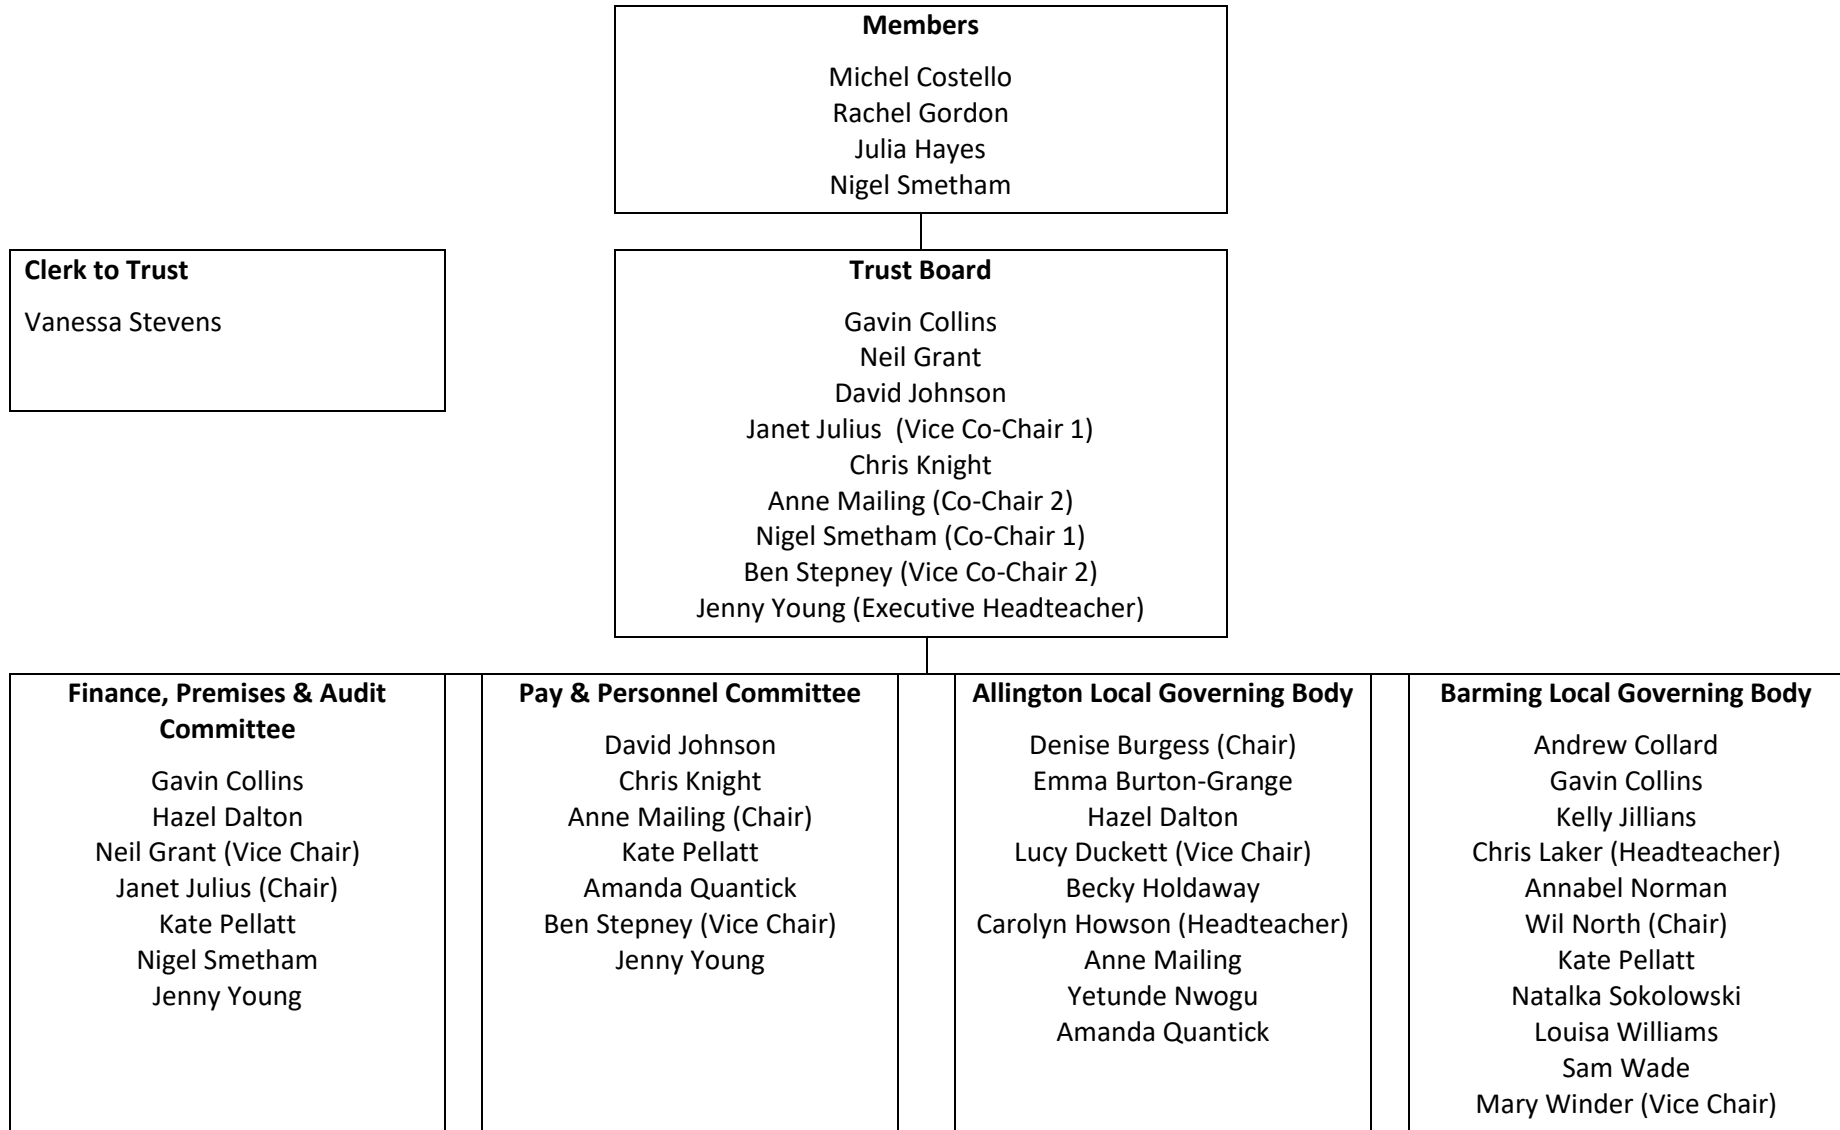 Members
Michel Costello
Rachel Gordon
Julia Hayes
Nigel Smetham
Clerk to Trust
Vanessa Stevens
Trust Board
Gavin Collins
Neil Grant
David Johnson
Janet Julius  (Vice Co-Chair 1)
Chris Knight
Anne Mailing (Co-Chair 2)
Nigel Smetham (Co-Chair 1)
Ben Stepney (Vice Co-Chair 2)
Jenny Young (Executive Headteacher)
Finance, Premises & Audit
Committee
Gavin Collins
Hazel Dalton
Neil Grant (Vice Chair)
Janet Julius (Chair)
Kate Pellatt
Nigel Smetham
Jenny Young
Pay & Personnel Committee
David Johnson
Chris Knight
Anne Mailing (Chair)
Kate Pellatt
Amanda Quantick
Ben Stepney (Vice Chair)
Jenny Young
Allington Local Governing Body
Denise Burgess (Chair)
Emma Burton-Grange
Hazel Dalton
Lucy Duckett (Vice Chair)
Becky Holdaway
Carolyn Howson (Headteacher)
Anne Mailing
Yetunde Nwogu
Amanda Quantick
Barming Local Governing Body
Andrew Collard
Gavin Collins
Kelly Jillians
Chris Laker (Headteacher)
Annabel Norman
Wil North (Chair)
Kate Pellatt
Natalka Sokolowski
Louisa Williams
Sam Wade
Mary Winder (Vice Chair)